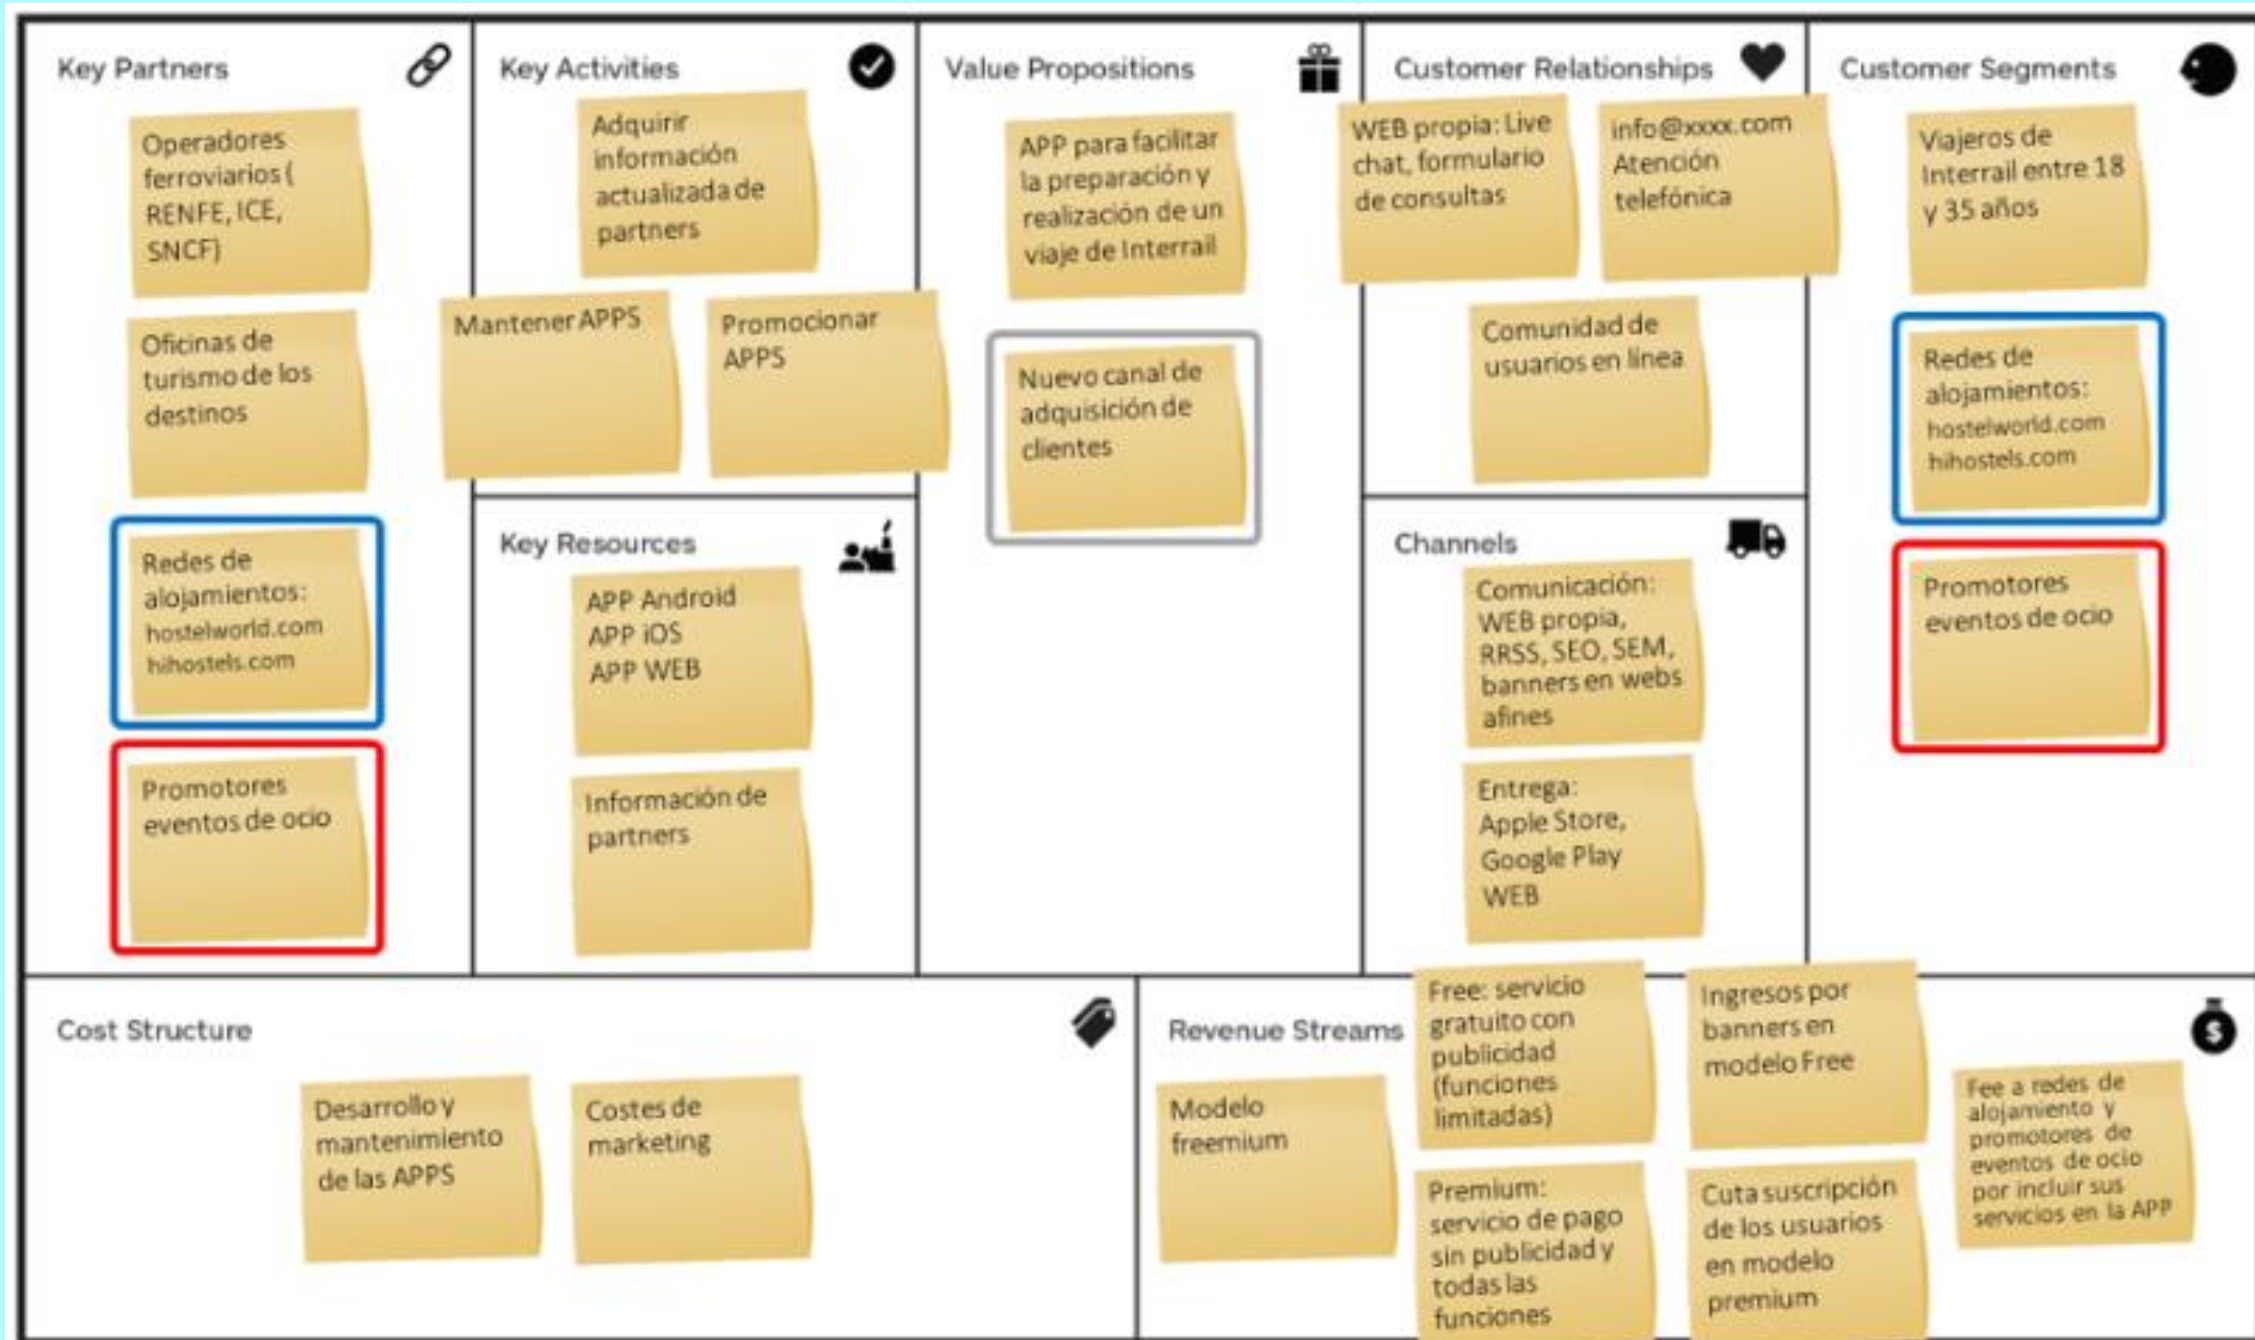 Key Partners
Operadores
ferroviarios (
RENFE, ICE,
SNCF)
Oficinas de
turismo de los
destinos
Redes de
alojamientos:
hostelworld.com
hihostels.com
Promotores
eventos de ocio
Key Activities
Adquirir
información
actualizada de
partners
Mantener APPS
Promocionar
APPS
Key Resources
APP Android
APP iOS
APP WEB
Información de
partners
Value Propositions
APP para facilitar
la preparación y
realización de un
viaje de Interrail
Nuevo canal de
adquisición de
clientes
Customer Relationships
WEB propia: Live
chat, formulario
de consultas
info@xxxx.com
Atención
telefónica
Comunidad de
usuarios en línea
Channels
Comunicación:
WEB propia,
RRSS, SEO, SEM,
banners en webs
afines
Entrega:
Apple Store,
Google Play
WEB
Customer Segments
Viajeros de
Interrail entre 18
y 35 años
Redes de
alojamientos:
hostelworld.com
hihostels.com
Promotores
eventos de ocio
Cost Structure
Desarrollo y
mantenimiento
de las APPS
Costes de
marketing
Revenue Streams
Modelo
freemium
Free: servicio
gratuito con
publicidad
(funciones
limitadas)
Premium:
servicio de pago
sin publicidad y
todas las
funciones
Ingresos por
banners en
modelo Free
Cuta suscripción
de los usuarios
en modelo
premium
Fee a redes de
alojamiento y
promotores de
eventos de ocio
por incluir sus
servicios en la APP